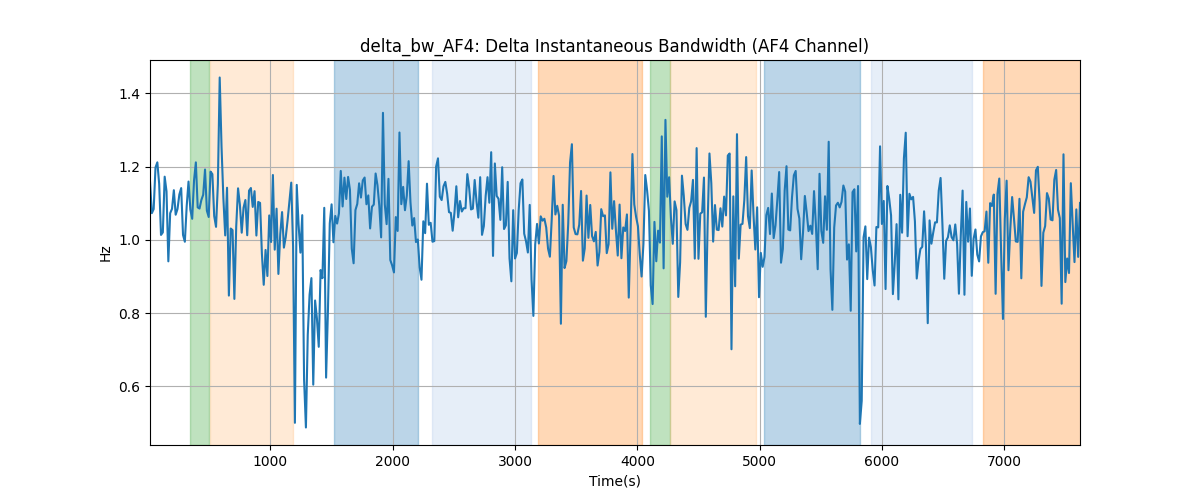 delta_bw_AF4: Delta Instantaneous Bandwidth (AF4 Channel)
1.4
1.2
1.0
0.8
0.6
Hz
1000 2000 3000 4000 5000 6000 7000
Time(s)